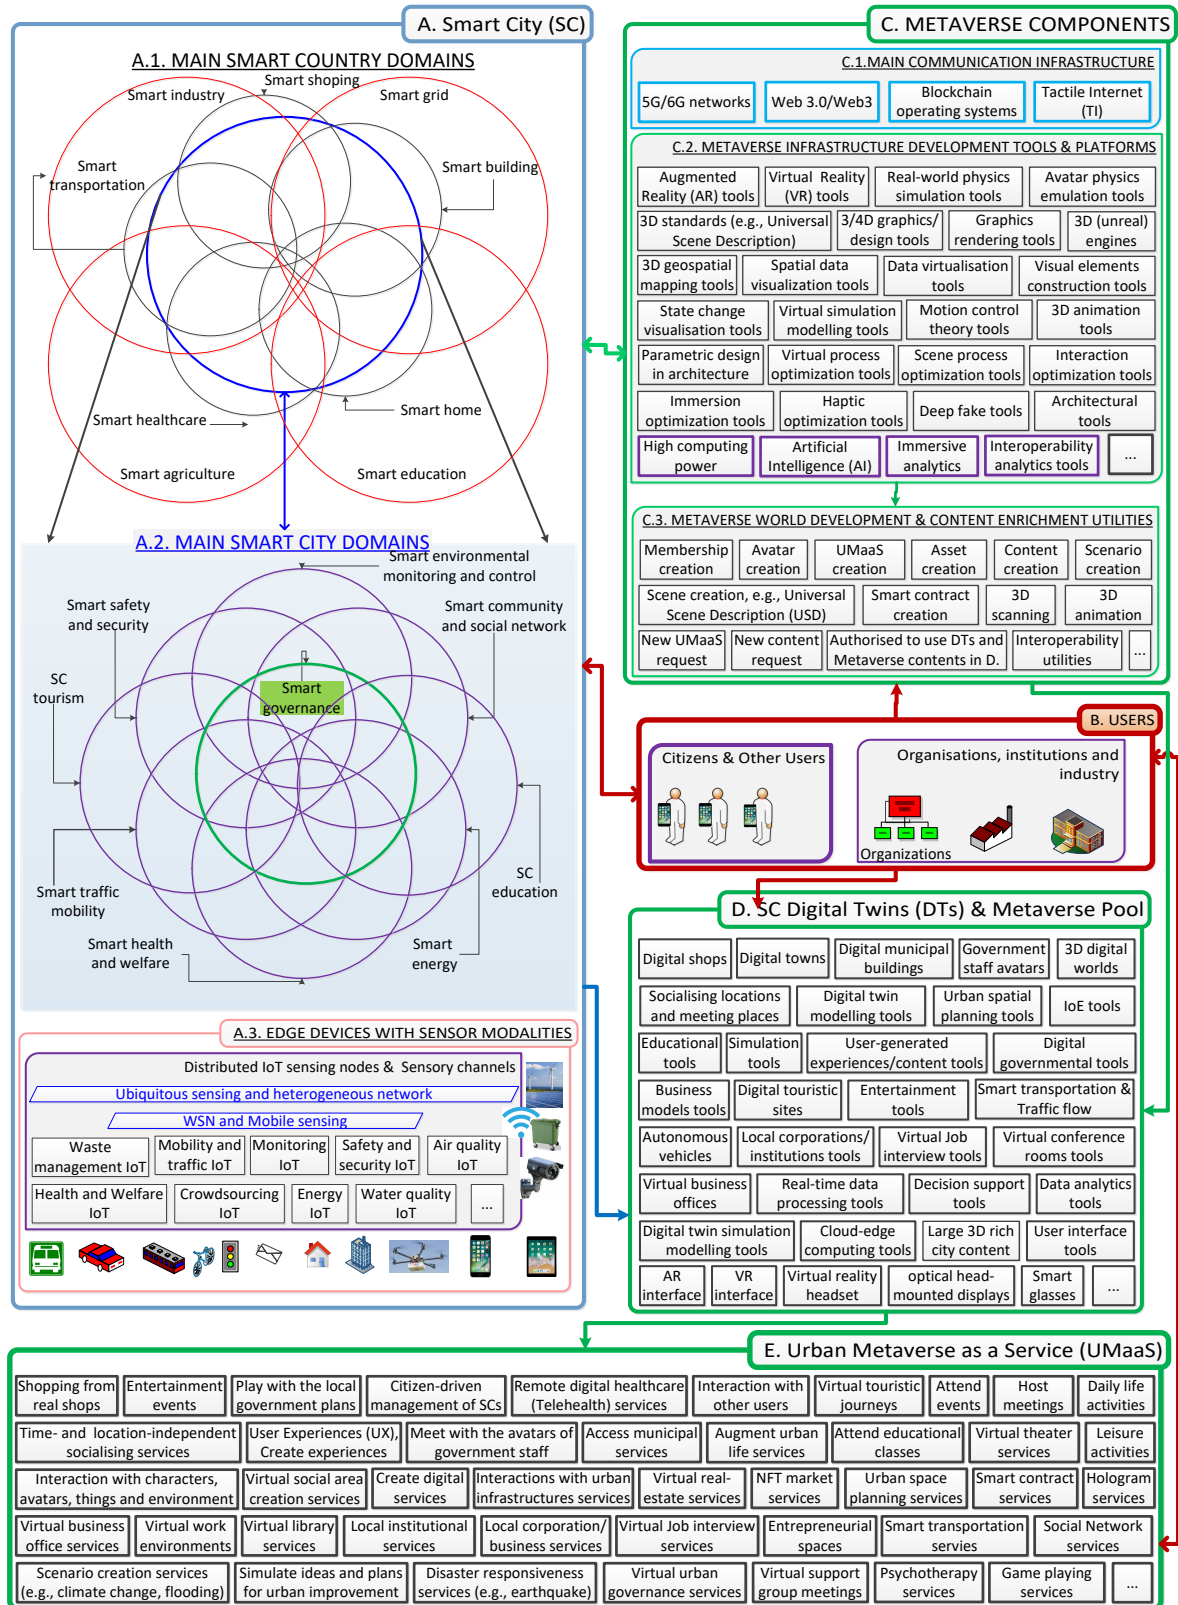 A. Smart City (SC)
A.1. MAIN SMART COUNTRY DOMAINS
Smart shoping
Smart industry
Smart grid
Smart
transportation
Smart building
Smart home
Smart healthcare
Smart agriculture
Smart education
A.2. MAIN SMART CITY DOMAINS
Smart environmental
monitoring and control
Smart safety
and security
Smart community
and social network
SC
tourism
Smart
governance
SC
education
Smart traffic
mobility
Smart health
and welfare
Smart
energy
A.3. EDGE DEVICES WITH SENSOR MODALITIES
Distributed IoT sensing nodes & Sensory channels
Ubiquitous sensing and heterogeneous network
WSN and Mobile sensing
Waste
management IoT
Mobility and
traffic IoT
Monitoring
IoT
Safety and
security IoT
Air quality
IoT
Health and Welfare
IoT
Crowdsourcing
IoT
Energy
IoT
Water quality
IoT
...
C. METAVERSE COMPONENTS
C.1.MAIN COMMUNICATION INFRASTRUCTURE
5G/6G networks
Web 3.0/Web3
Blockchain
operating systems
Tactile Internet
(TI)
C.2. METAVERSE INFRASTRUCTURE DEVELOPMENT TOOLS & PLATFORMS
Augmented
Reality (AR) tools
Virtual Reality
(VR) tools
Real-world physics
simulation tools
Avatar physics
emulation tools
3D standards (e.g., Universal
Scene Description)
3/4D graphics/
design tools
Graphics
rendering tools
3D (unreal)
engines
3D geospatial
mapping tools
Spatial data
visualization tools
Data virtualisation
tools
Visual elements
construction tools
State change
visualisation tools
Virtual simulation
modelling tools
Motion control
theory tools
3D animation
tools
Parametric design
in architecture
Virtual process
optimization tools
Scene process
optimization tools
Interaction
optimization tools
Immersion
optimization tools
Haptic
optimization tools
Deep fake tools
Architectural
tools
High computing
power
Artificial
Intelligence (AI)
Immersive
analytics
Interoperability
analytics tools
...
C.3. METAVERSE WORLD DEVELOPMENT & CONTENT ENRICHMENT UTILITIES
Membership
creation
Avatar
creation
UMaaS
creation
Asset
creation
Content
creation
Scenario
creation
Scene creation, e.g., Universal
Scene Description (USD)
Smart contract
creation
3D
scanning
3D
animation
New UMaaS
request
New content
request
Authorised to use DTs and
Metaverse contents in D.
Interoperability
utilities
...
B. USERS
Citizens & Other Users
Organisations, institutions and
industry
Organizations
D. SC Digital Twins (DTs) & Metaverse Pool
Digital shops
Digital towns
Digital municipal
buildings
Government
staff avatars
3D digital
worlds
Socialising locations
and meeting places
Digital twin
modelling tools
Urban spatial
planning tools
IoE tools
Educational
tools
Simulation
tools
User-generated
experiences/content tools
Digital
governmental tools
Business
models tools
Digital touristic
sites
Entertainment
tools
Smart transportation &
Traffic flow
Autonomous
vehicles
Local corporations/
institutions tools
Virtual Job
interview tools
Virtual conference
rooms tools
Virtual business
offices
Real-time data
processing tools
Decision support
tools
Data analytics
tools
Digital twin simulation
modelling tools
Cloud-edge
computing tools
Large 3D rich
city content
User interface
tools
AR
interface
VR
interface
Virtual reality
headset
optical head-
mounted displays
Smart
glasses
...
E. Urban Metaverse as a Service (UMaaS)
Shopping from
real shops
Entertainment
events
Play with the local
government plans
Citizen-driven
management of SCs
Remote digital healthcare
(Telehealth) services
Interaction with
other users
Virtual touristic
journeys
Attend
events
Host
meetings
Daily life
activities
Time- and location-independent
socialising services
User Experiences (UX),
Create experiences
Meet with the avatars of
government staff
Access municipal
services
Augment urban
life services
Attend educational
classes
Virtual theater
services
Leisure
activities
Interaction with characters,
avatars, things and environment
Virtual social area
creation services
Create digital
services
Interactions with urban
infrastructures services
Virtual real-
estate services
NFT market
services
Urban space
planning services
Smart contract
services
Hologram
services
Virtual business
office services
Virtual work
environments
Virtual library
services
Local institutional
services
Local corporation/
business services
Virtual Job interview
services
Entrepreneurial
spaces
Smart transportation
servies
Social Network
services
Scenario creation services
(e.g., climate change, flooding)
Simulate ideas and plans
for urban improvement
Disaster responsiveness
services (e.g., earthquake)
Virtual urban
governance services
Virtual support
group meetings
Psychotherapy
services
Game playing
services
...